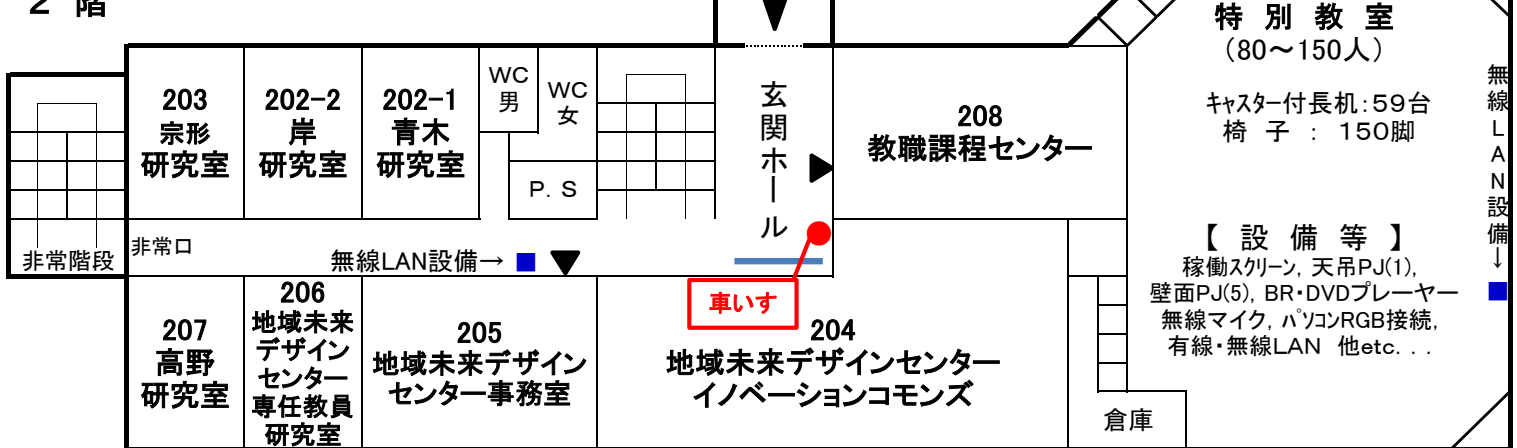 2 階
特 別 教 室
(80~150人)
キャスター付長机:59台
椅 子 : 150脚
無線LAN設備↓
203
宗形
研究室
202-2
岸
研究室
202-1
青木
研究室
WC
男
WC
女
P. S
玄関ホール
208
教職課程センター
非常階段
非常口
無線LAN設備→
車いす
【 設 備 等 】
稼働スクリーン, 天吊PJ(1),
壁面PJ(5), BR・DVDプレーヤー
無線マイク, パソコンRGB接続,
有線・無線LAN 他etc. . .
207
高野
研究室
206
地域未来
デザイン
センター
専任教員
研究室
205
地域未来デザイン
センター事務室
204
地域未来デザインセンター
イノベーションコモンズ
倉庫